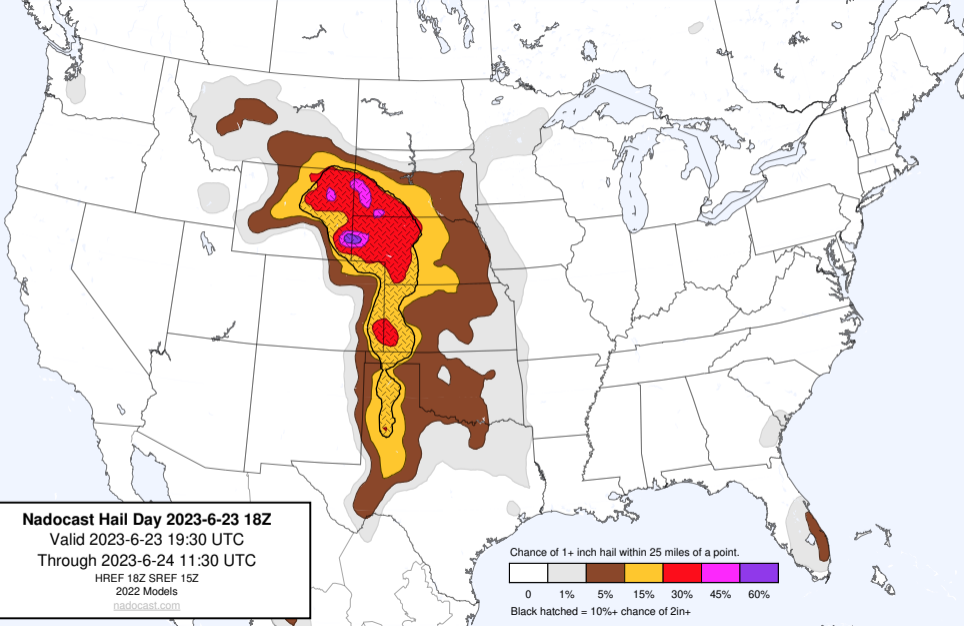 Nadocast Hail Day 2023-6-23 18Z
Valid 2023-6-23 19:30 UTC
Through 2023-6-24 11:30 UTC
HREF 18Z SREF 15Z
2022 Models
nadocast.com
Chance of 1+ inch hail within 25 miles of a point.
0 1% 5% 15% 30% 45% 60%
Black hatched = 10%+ chance of 2in+